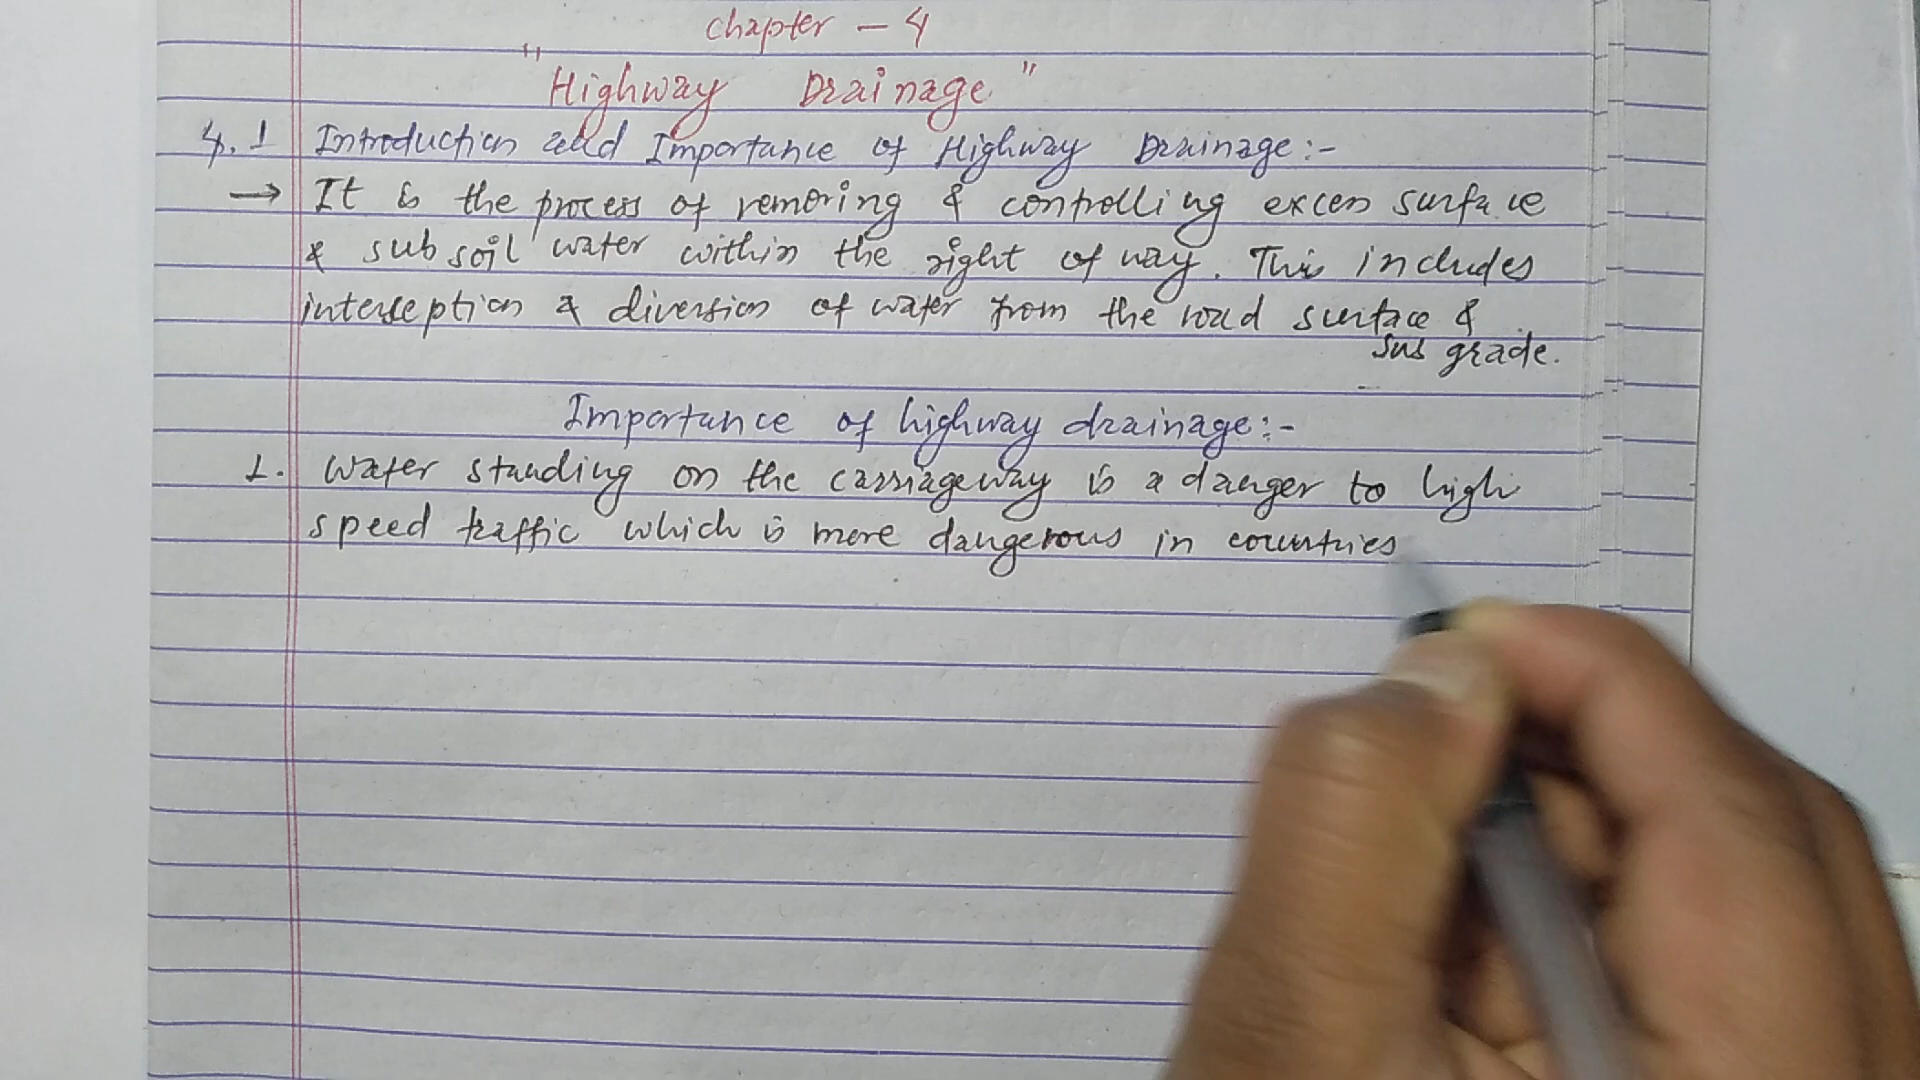 Chapter - 4
"Highway Drainage"
4.1 Introduction and Importance of Highway Drainage:-
→ It is the process of removing & controlling excess surface
& sub soil water within the right of way. This includes
interseption & diversion of water from the road surface &
sub grade.
Importance of highway drainage:-
1. Water standing on the carriageway is a danger to high
speed traffic which is more dangerous in countries